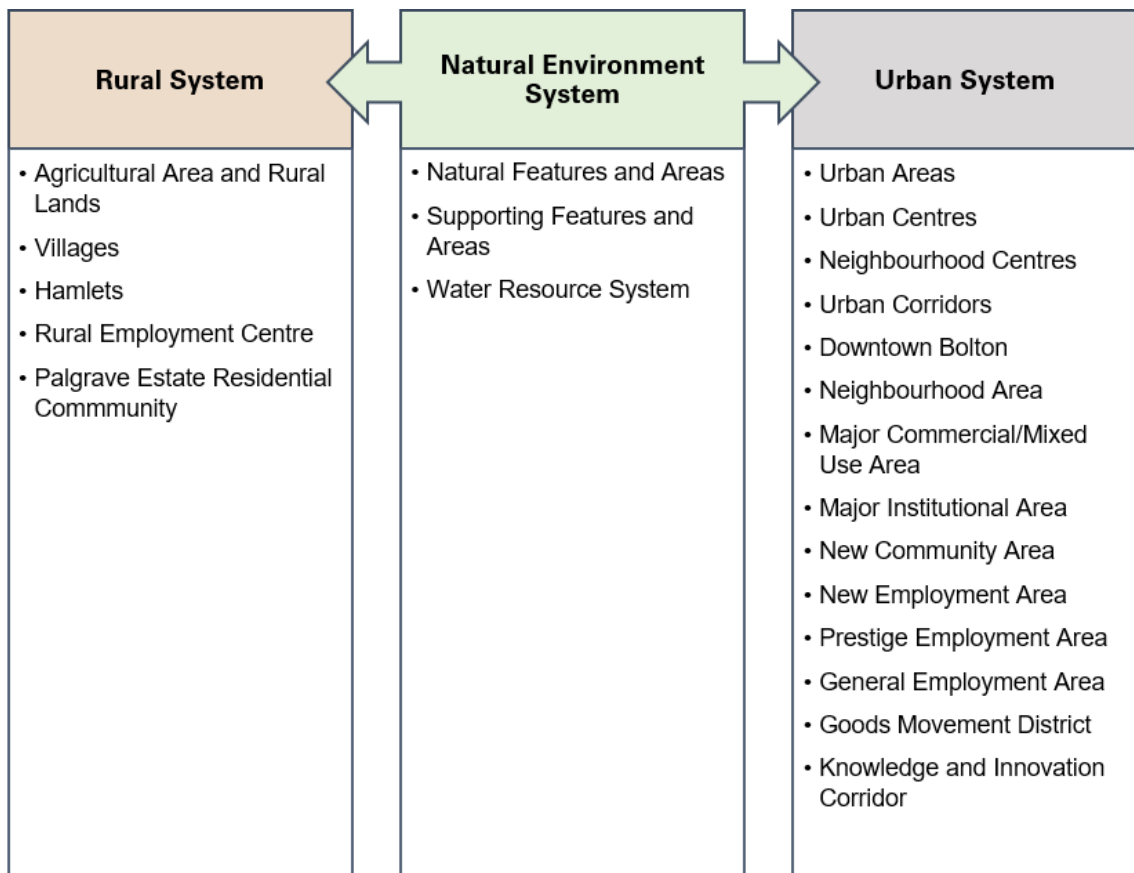 Rural System
• Agricultural Area and Rural
Lands
• Villages
• Hamlets
• Rural Employment Centre
• Palgrave Estate Residential
Commmunity
Natural Environment
System
• Natural Features and Areas
• Supporting Features and
Areas
• Water Resource System
Urban System
• Urban Areas
• Urban Centres
• Neighbourhood Centres
• Urban Corridors
• Downtown Bolton
• Neighbourhood Area
• Major Commercial/Mixed
Use Area
• Major Institutional Area
• New Community Area
• New Employment Area
• Prestige Employment Area
• General Employment Area
• Goods Movement District
• Knowledge and Innovation
Corridor